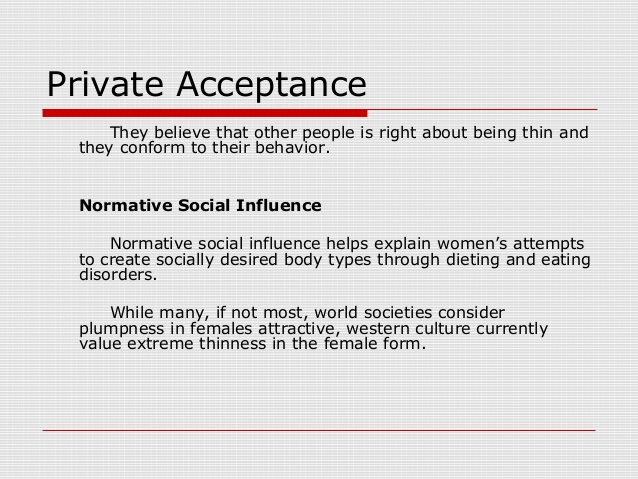 Private Acceptance
They believe that other people is right about being thin and
they conform to their behavior.
Normative Social Influence
Normative social influence helps explain women’s attempts
to create socially desired body types through dieting and eating
disorders.
While many, if not most, world societies consider
plumpness in females attractive, western culture currently
value extreme thinness in the female form.